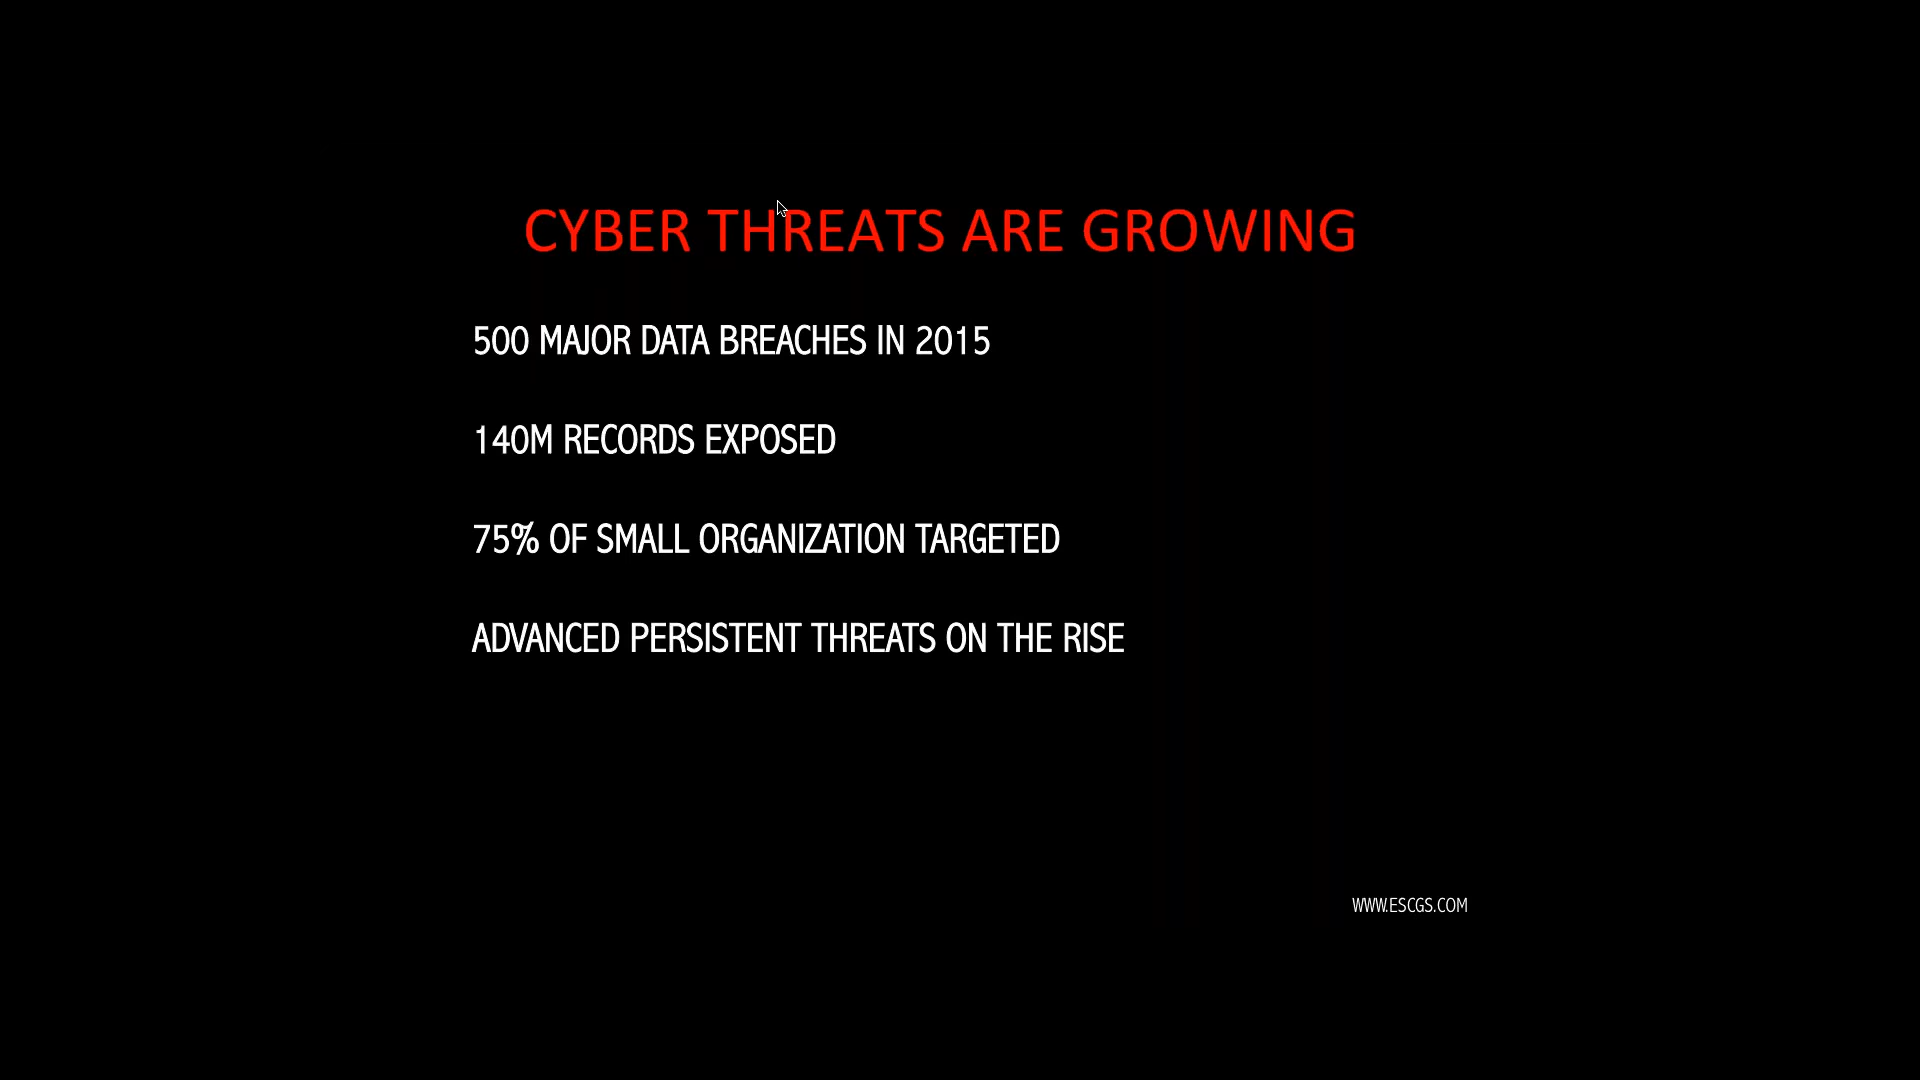 CYBER THREATS ARE GROWING
500 MAJOR DATA BREACHES IN 2015
140M RECORDS EXPOSED
75% OF SMALL ORGANIZATION TARGETED
ADVANCED PERSISTENT THREATS ON THE RISE
WWW.ESCGS.COM